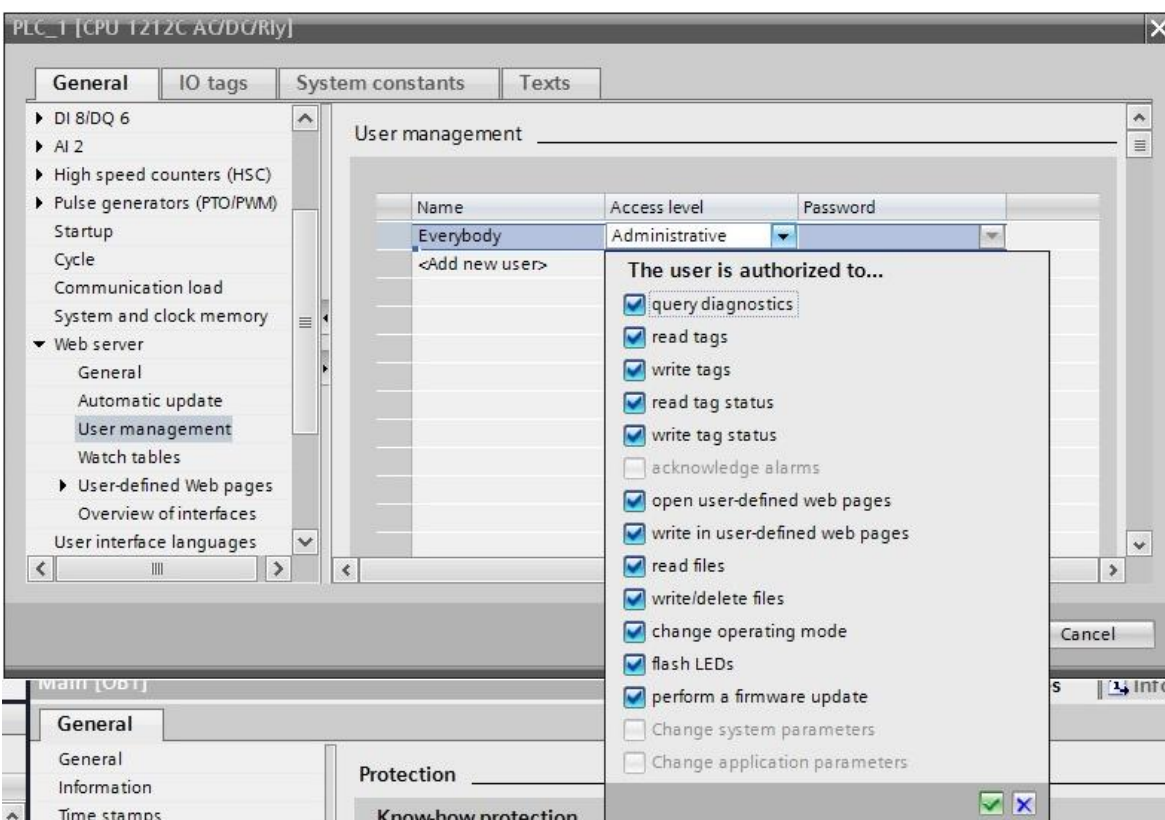 PLC_1 [CPU 1212C AC/DC/Rly]
General
IO tags
System constants
Texts
DI 8/DQ 6
AI 2
High speed counters (HSC)
Pulse generators (PTO/PWM)
Startup
Cycle
Communication load
System and clock memory
Web server
General
Automatic update
User management
Watch tables
User-defined Web pages
Overview of interfaces
User interface languages
User management
Name Access level Password
Everybody Administrative
<Add new user>
The user is authorized to...
query diagnostics
read tags
write tags
read tag status
write tag status
acknowledge alarms
open user-defined web pages
write in user-defined web pages
read files
write/delete files
change operating mode
flash LEDs
perform a firmware update
Change system parameters
Change application parameters
Cancel
Main [OB1]
General
General
Information
Time stamps
Protection
Know-how protection